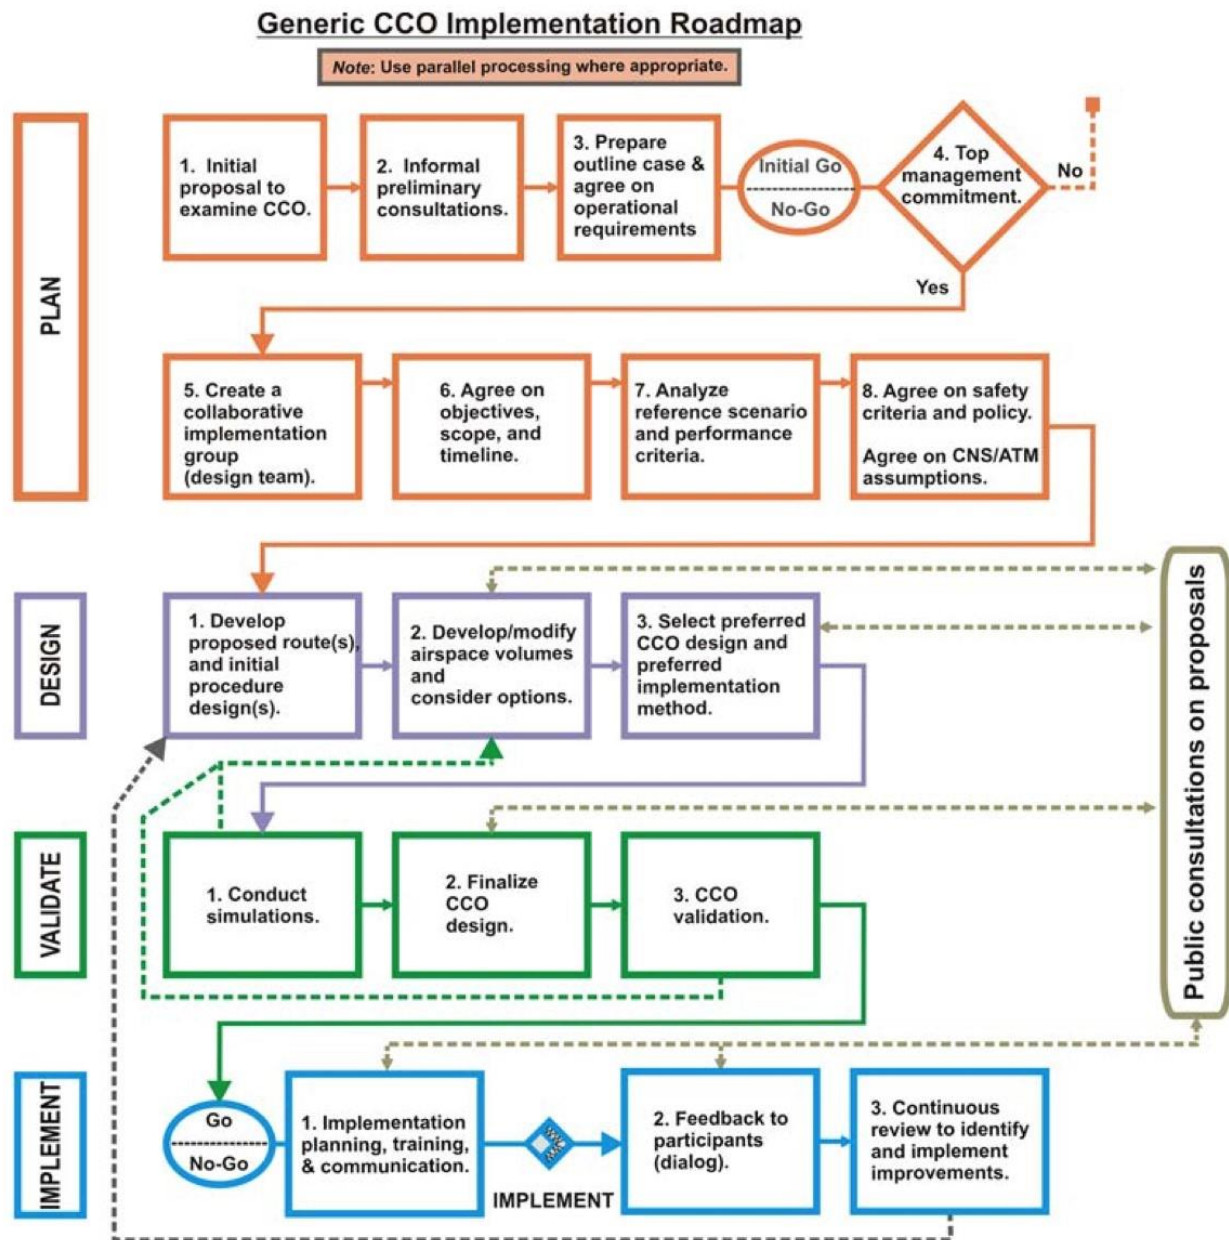 Generic CCO Implementation Roadmap
Note: Use parallel processing where appropriate.
PLAN
1. Initial
proposal to
examine CCO.
2. Informal
preliminary
consultations.
3. Prepare
outline case &
agree on
operational
requirements
Initial Go
No-Go
4. Top
management
commitment.
No
Yes
5. Create a
collaborative
implementation
group
(design team).
6. Agree on
objectives,
scope, and
timeline.
7. Analyze
reference scenario
and performance
criteria.
8. Agree on safety
criteria and policy.
Agree on CNS/ATM
assumptions.
DESIGN
1. Develop
proposed route(s),
and initial
procedure
design(s).
2. Develop/modify
airspace volumes
and
consider options.
3. Select preferred
CCO design and
preferred
implementation
method.
Public consultations on proposals
VALIDATE
1. Conduct
simulations.
2. Finalize
CCO
design.
3. CCO
validation.
IMPLEMENT
Go
No-Go
1. Implementation
planning, training,
& communication.
IMPLEMENT
2. Feedback to
participants
(dialog).
3. Continuous
review to identify
and implement
improvements.